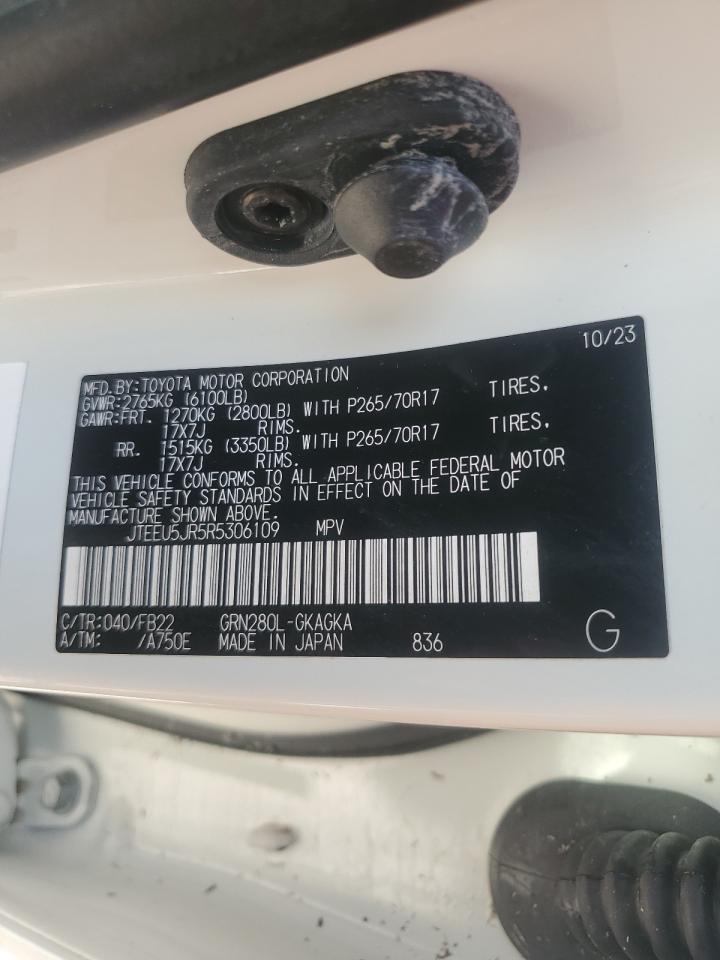 10/23
MFD. BY: TOYOTA MOTOR CORPORATION
GVWR: 2765KG (6100LB)
GAWR: FRT. 1270KG (2800LB) WITH P265/70R17 TIRES,
17X7J RIMS.
RR. 1515KG (3350LB) WITH P265/70R17 TIRES,
17X7J RIMS.
THIS VEHICLE CONFORMS TO ALL APPLICABLE FEDERAL MOTOR
VEHICLE SAFETY STANDARDS IN EFFECT ON THE DATE OF
MANUFACTURE SHOWN ABOVE.
JTEEU5JR5R5306109 MPV
C/TR: 040/FB22 GRN280L-GKAGKA
A/TM: /A750E MADE IN JAPAN 836 G